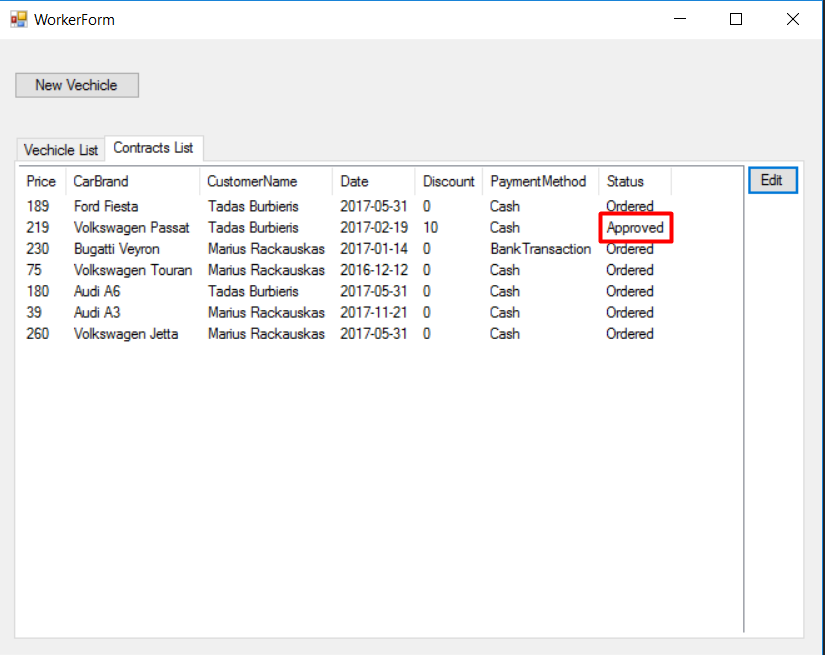 WorkerForm
New Vechicle
Vechicle List Contracts List
Price CarBrand CustomerName Date Discount PaymentMethod Status Edit
189 Ford Fiesta Tadas Burbieris 2017-05-31 0 Cash Ordered
219 Volkswagen Passat Tadas Burbieris 2017-02-19 10 Cash Approved
230 Bugatti Veyron Marius Rackauskas 2017-01-14 0 BankTransaction Ordered
75 Volkswagen Touran Marius Rackauskas 2016-12-12 0 Cash Ordered
180 Audi A6 Tadas Burbieris 2017-05-31 0 Cash Ordered
39 Audi A3 Marius Rackauskas 2017-11-21 0 Cash Ordered
260 Volkswagen Jetta Marius Rackauskas 2017-05-31 0 Cash Ordered